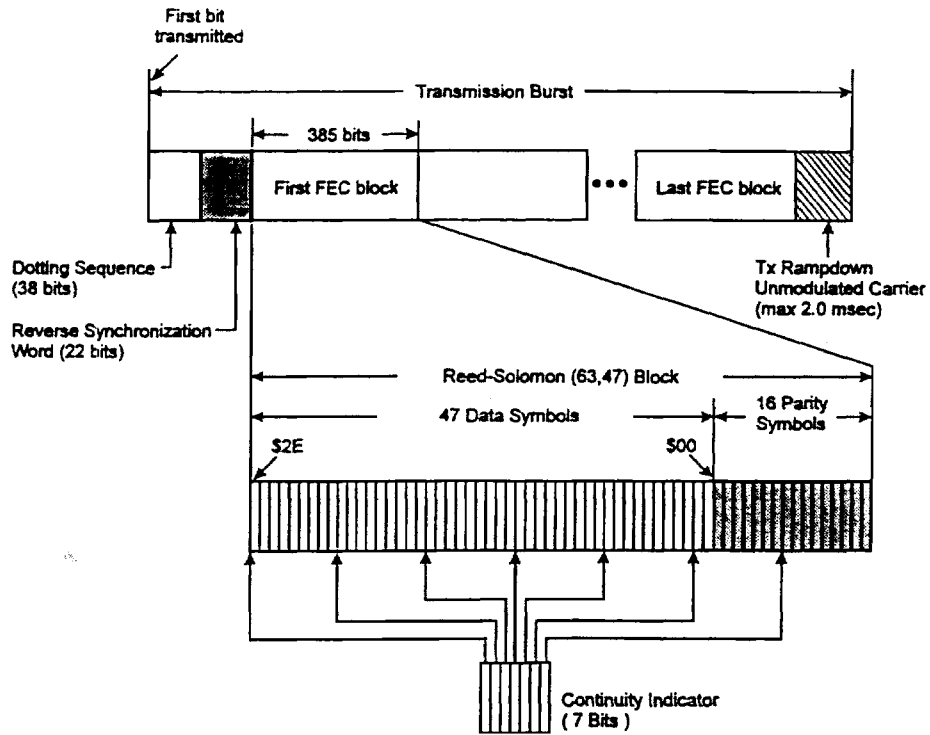 First bit
transmitted
Transmission Burst
385 bits
First FEC block
Last FEC block
Dotting Sequence
(38 bits)
Reverse Synchronization
Word (22 bits)
Tx Rampdown
Unmodulated Carrier
(max 2.0 msec)
Reed-Solomon (63,47) Block
47 Data Symbols
16 Parity
Symbols
$2E
$00
Continuity Indicator
( 7 Bits )